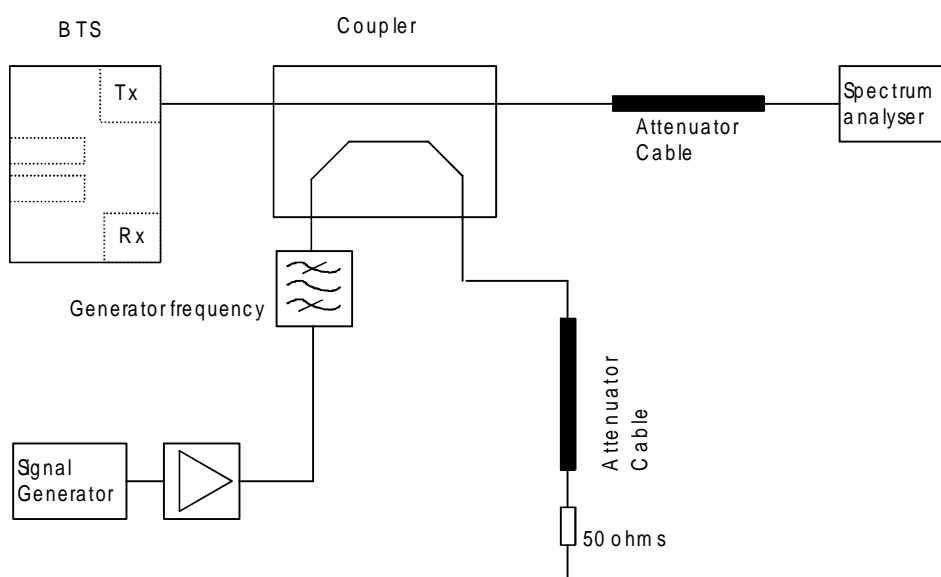 BTS
Coupler
Tx
Spectrum
analyser
Attenuator
Cable
Rx
Generator frequency
Attenuator
Cable
Signal
Generator
50 ohms